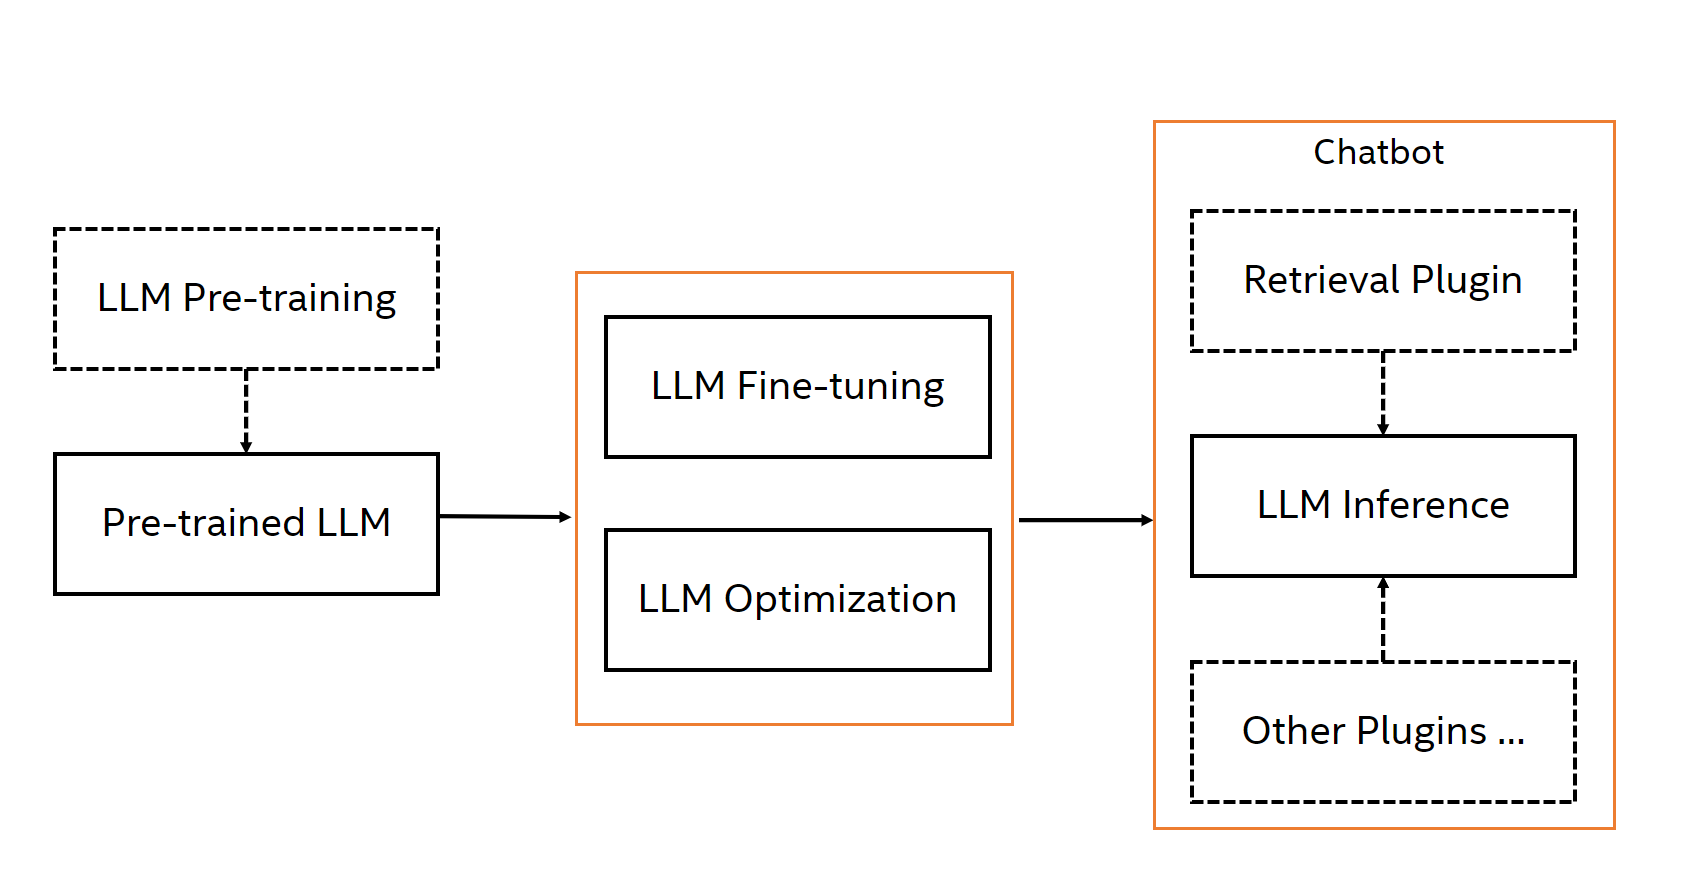 LLM Pre-training
Pre-trained LLM
LLM Fine-tuning
LLM Optimization
Chatbot
Retrieval Plugin
LLM Inference
Other Plugins ...